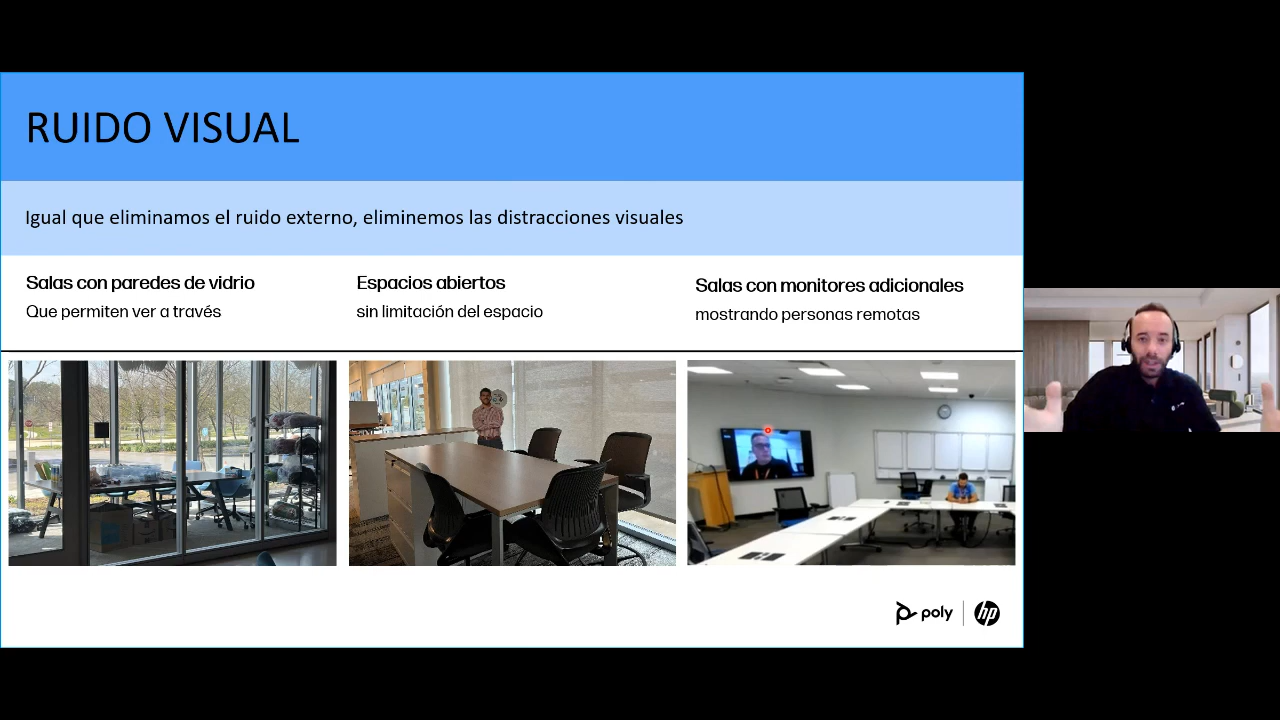 RUIDO VISUAL
Igual que eliminamos el ruido externo, eliminemos las distracciones visuales
Salas con paredes de vidrio
Que permiten ver a través
Espacios abiertos
sin limitación del espacio
Salas con monitores adicionales
mostrando personas remotas
poly
hp